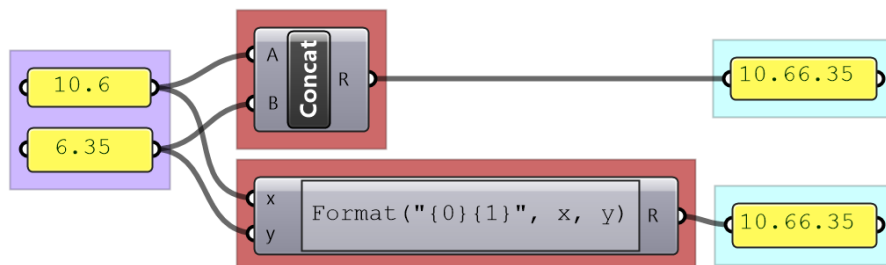 10.6
6.35
A
B
Concat
R
10.66.35
x
y
Format("{0}{1}", x, y)
R
10.66.35